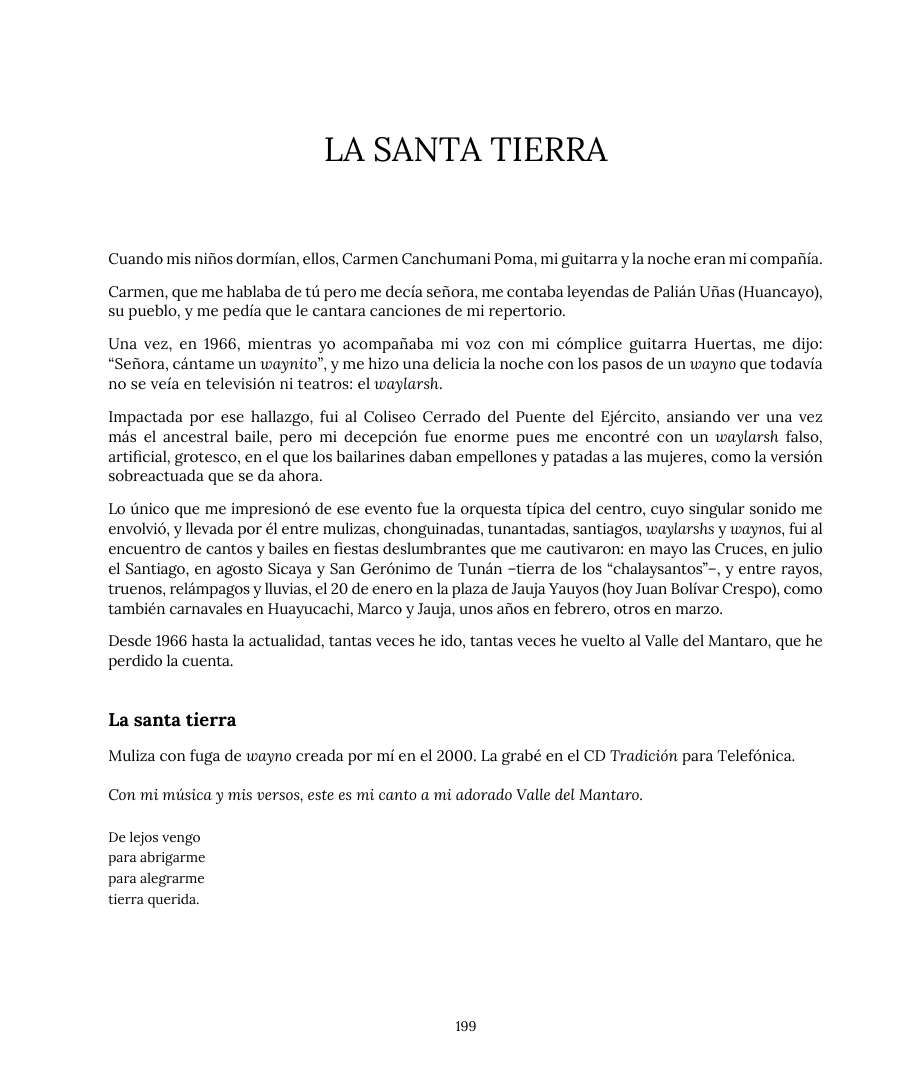 LA SANTA TIERRA
Cuando mis niños dormían, ellos, Carmen Canchumani Poma, mi guitarra y la noche eran mi compañía.
Carmen, que me hablaba de tú pero me decía señora, me contaba leyendas de Palián Uñas (Huancayo),
su pueblo, y me pedía que le cantara canciones de mi repertorio.
Una vez, en 1966, mientras yo acompañaba mi voz con mi cómplice guitarra Huertas, me dijo:
“Señora, cántame un waynito”, y me hizo una delicia la noche con los pasos de un wayno que todavía
no se veía en televisión ni teatros: el waylarsh.
Impactada por ese hallazgo, fui al Coliseo Cerrado del Puente del Ejército, ansiando ver una vez
más el ancestral baile, pero mi decepción fue enorme pues me encontré con un waylarsh falso,
artificial, grotesco, en el que los bailarines daban empellones y patadas a las mujeres, como la versión
sobreactuada que se da ahora.
Lo único que me impresionó de ese evento fue la orquesta típica del centro, cuyo singular sonido me
envolvió, y llevada por él entre mulizas, chonguinadas, tunantadas, santiagos, waylarshs y waynos, fui al
encuentro de cantos y bailes en fiestas deslumbrantes que me cautivaron: en mayo las Cruces, en julio
el Santiago, en agosto Sicaya y San Gerónimo de Tunán –tierra de los “chalaysantos”–, y entre rayos,
truenos, relámpagos y lluvias, el 20 de enero en la plaza de Jauja Yauyos (hoy Juan Bolívar Crespo), como
también carnavales en Huayucachi, Marco y Jauja, unos años en febrero, otros en marzo.
Desde 1966 hasta la actualidad, tantas veces he ido, tantas veces he vuelto al Valle del Mantaro, que he
perdido la cuenta.
La santa tierra
Muliza con fuga de wayno creada por mí en el 2000. La grabé en el CD Tradición para Telefónica.
Con mi música y mis versos, este es mi canto a mi adorado Valle del Mantaro.
De lejos vengo
para abrigarme
para alegrarme
tierra querida.
199